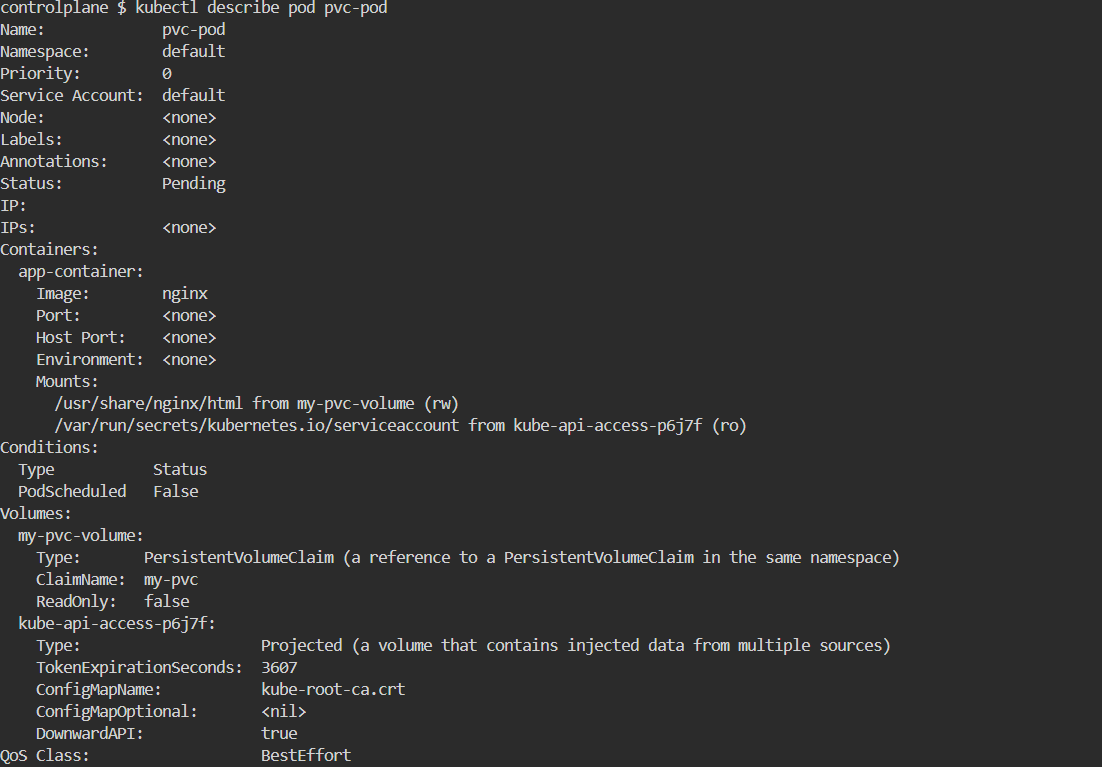 controlplane $ kubectl describe pod pvc-pod
Name:             pvc-pod
Namespace:        default
Priority:         0
Service Account:  default
Node:             <none>
Labels:           <none>
Annotations:      <none>
Status:           Pending
IP:
IPs:              <none>
Containers:
  app-container:
    Image:        nginx
    Port:         <none>
    Host Port:    <none>
    Environment:  <none>
    Mounts:
      /usr/share/nginx/html from my-pvc-volume (rw)
      /var/run/secrets/kubernetes.io/serviceaccount from kube-api-access-p6j7f (ro)
Conditions:
  Type           Status
  PodScheduled   False
Volumes:
  my-pvc-volume:
    Type:       PersistentVolumeClaim (a reference to a PersistentVolumeClaim in the same namespace)
    ClaimName:  my-pvc
    ReadOnly:   false
  kube-api-access-p6j7f:
    Type:                    Projected (a volume that contains injected data from multiple sources)
    TokenExpirationSeconds:  3607
    ConfigMapName:           kube-root-ca.crt
    ConfigMapOptional:       <nil>
    DownwardAPI:             true
QoS Class:                   BestEffort